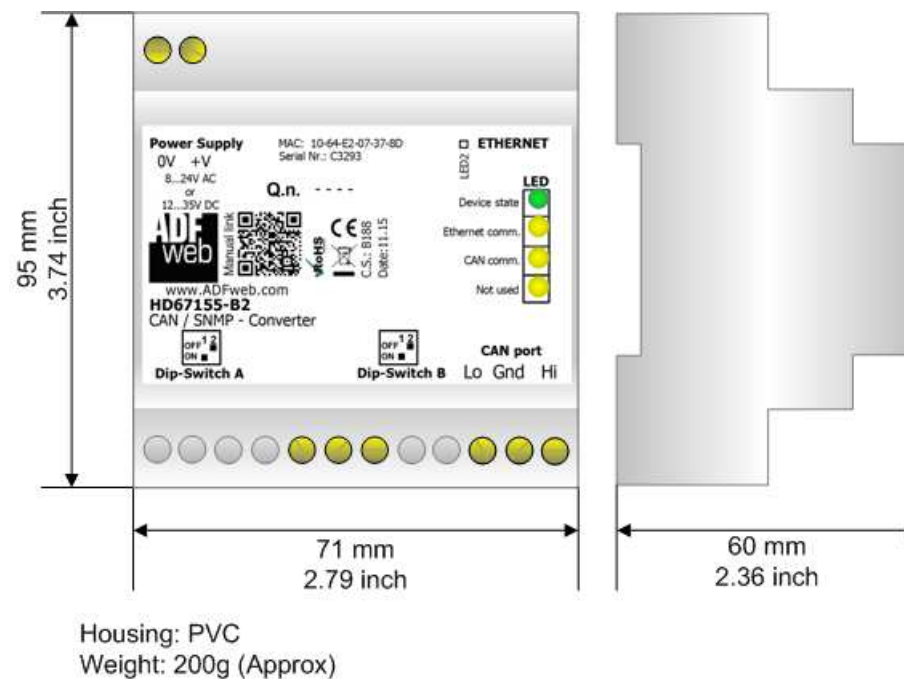 95 mm
3.74 inch
Power Supply
0V +V
8...24V AC
or
12...35V DC
MAC: 10-64-E2-07-37-8D
Serial Nr.: C3293
Q.n. - - - -
LED2
ETHERNET
LED
Device state
Ethernet comm.
CAN comm.
Not used
ADF
web
Manual link
RoHS
CE
C.S.: B188
Date:11.15
www.ADFweb.com
HD67155-B2
CAN / SNMP - Converter
OFF 1 2
ON
Dip-Switch A
OFF 1 2
ON
Dip-Switch B
CAN port
Lo Gnd Hi
71 mm
2.79 inch
60 mm
2.36 inch
Housing: PVC
Weight: 200g (Approx)